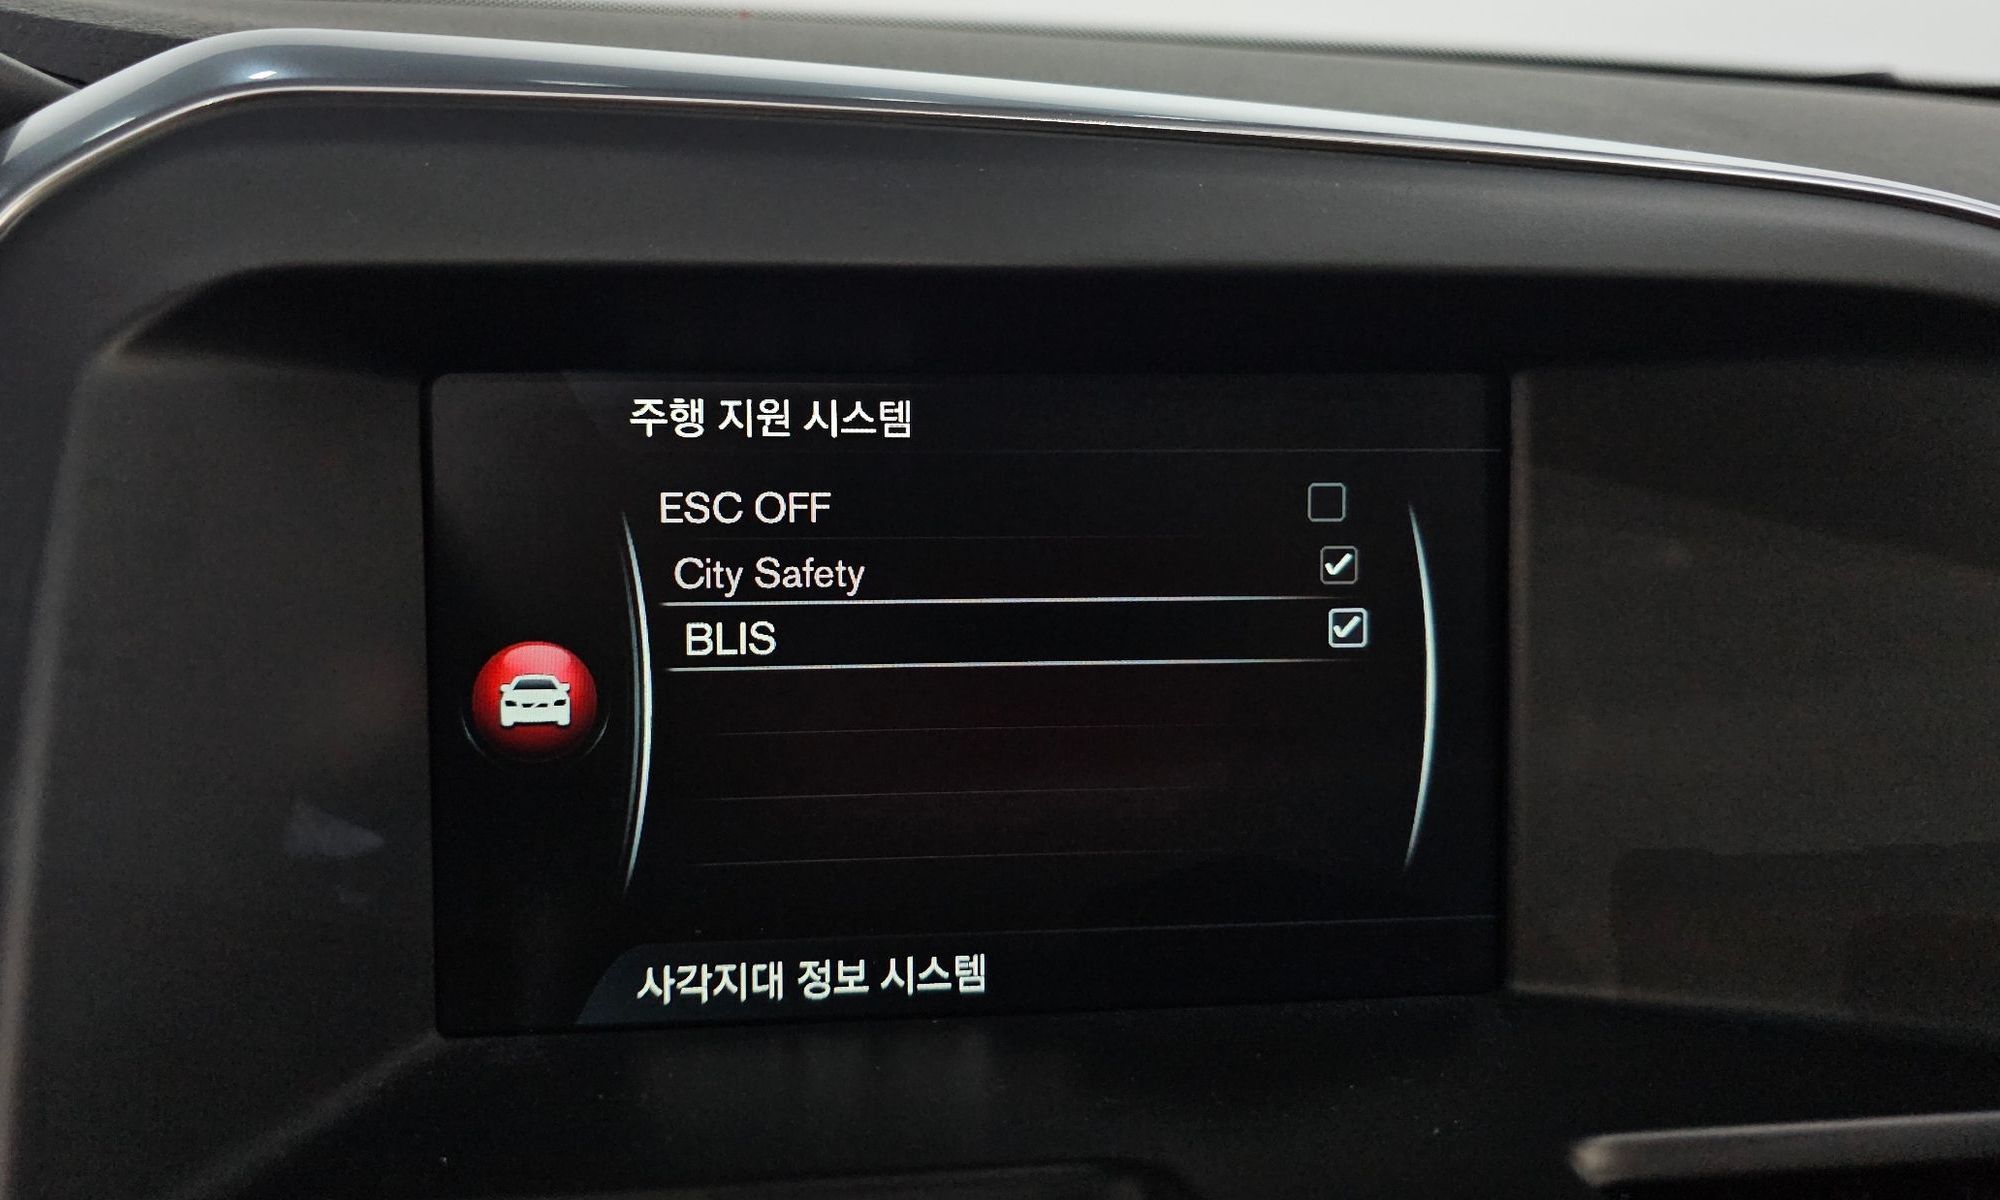 주행 지원 시스템
ESC OFF
City Safety
BLIS
사각지대 정보 시스템